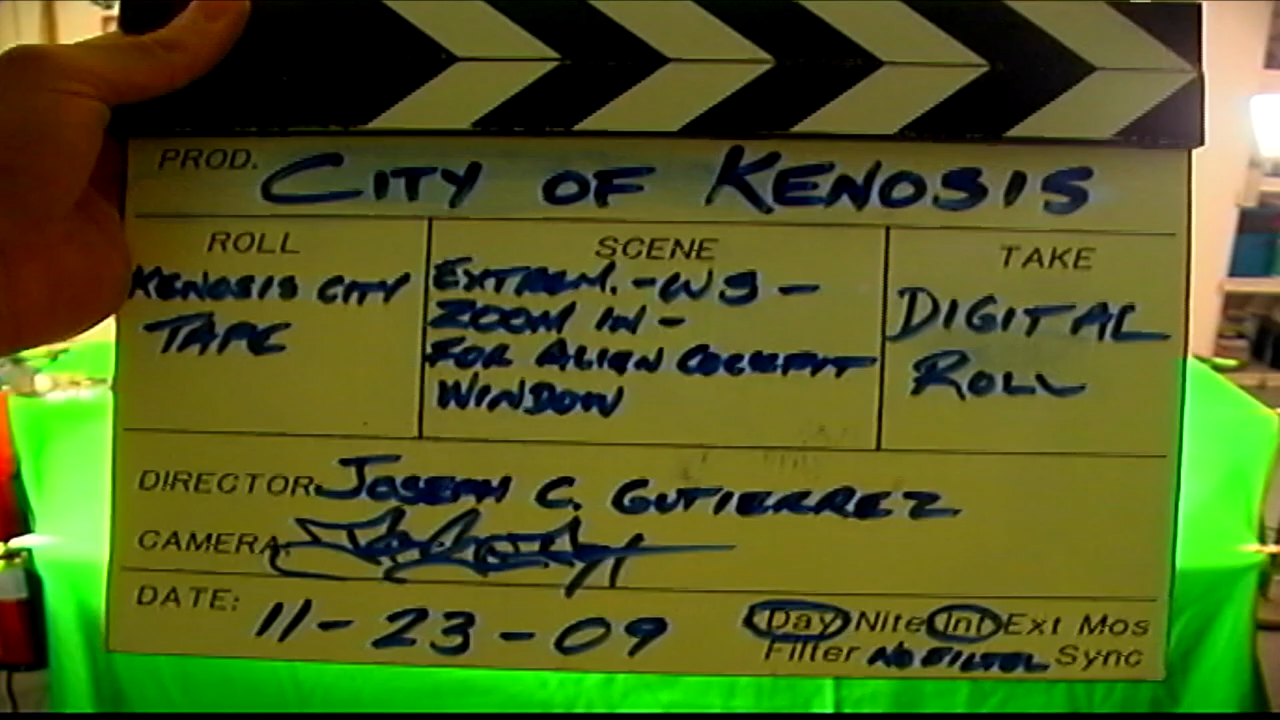 PROD. CITY OF KENOSIS
ROLL
KENOSIS CITY
TAPE
SCENE
EXTREM.-WS-
ZOOM IN-
FOR ALIGN COCKPIT
WINDOW
TAKE
DIGITAL
ROLL
DIRECTOR: JOSEPH C. GUTIERREZ
CAMERA:
DATE: 11-23-09
Day Nite Int Ext Mos
Filter NO FILTER Sync